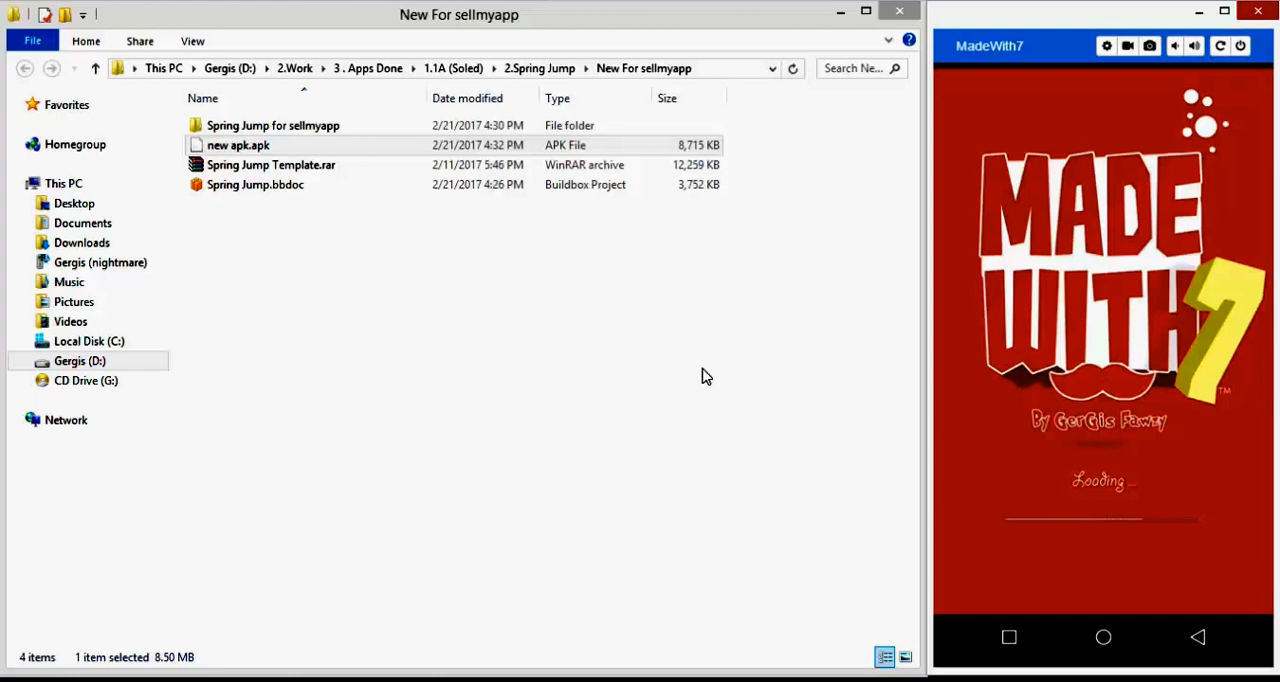 New For sellmyapp
File Home Share View
This PC Gergis (D:) 2.Work 3 . Apps Done 1.1A (Soled) 2.Spring Jump New For sellmyapp
Search Ne...
Name Date modified Type Size
Spring Jump for sellmyapp 2/21/2017 4:30 PM File folder
new apk.apk 2/21/2017 4:32 PM APK File 8,715 KB
Spring Jump Template.rar 2/11/2017 5:46 PM WinRAR archive 12,259 KB
Spring Jump.bbdoc 2/21/2017 4:26 PM Buildbox Project 3,752 KB
Favorites
Homegroup
This PC
Desktop
Documents
Downloads
Gergis (nightmare)
Music
Pictures
Videos
Local Disk (C:)
Gergis (D:)
CD Drive (G:)
Network
4 items 1 item selected 8.50 MB
MadeWith7
MADE
WITH 7
TM
By GerGis Fawzy
Loading ...